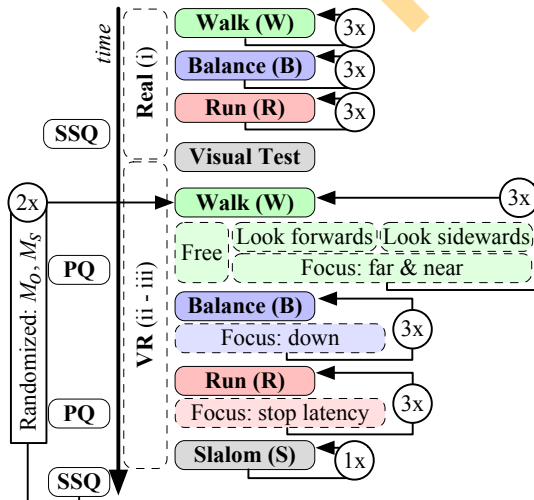 time
Real (i)
Walk (W)
3x
Balance (B)
3x
Run (R)
3x
SSQ
Visual Test
VR (ii - iii)
2x
Randomized: M_O, M_S
Walk (W)
3x
Free
Look forwards
Look sidewards
Focus: far & near
PQ
Balance (B)
Focus: down
3x
Run (R)
Focus: stop latency
3x
PQ
Slalom (S)
1x
SSQ